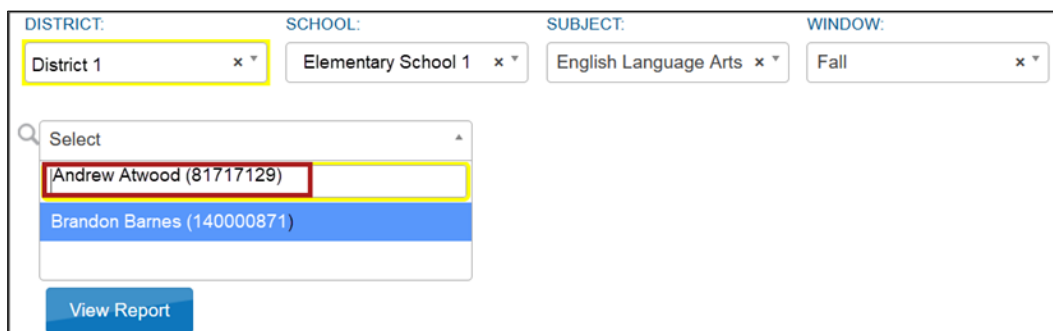 DISTRICT: SCHOOL: SUBJECT: WINDOW:
District 1 × Elementary School 1 × English Language Arts × Fall ×
Select
Andrew Atwood (81717129)
Brandon Barnes (140000871)
View Report